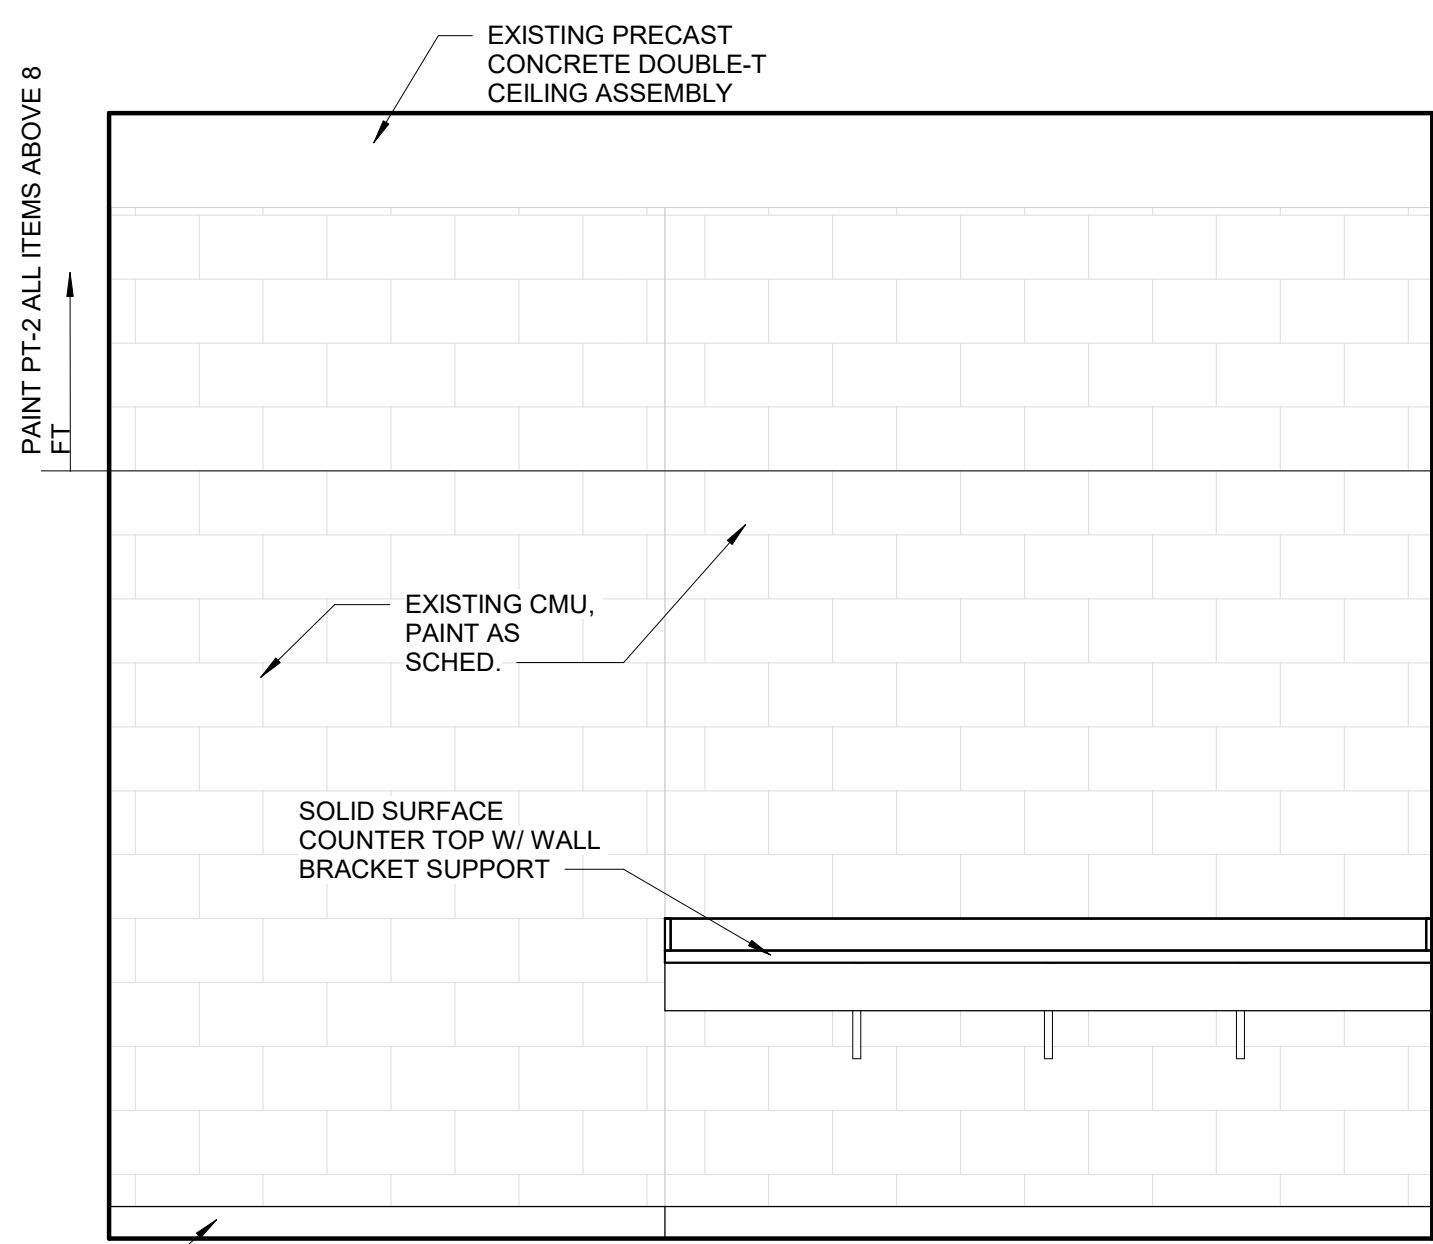 EXISTING PRECAST
CONCRETE DOUBLE-T
CEILING ASSEMBLY
PAINT PT-2 ALL ITEMS ABOVE 8
FT
EXISTING CMU,
PAINT AS
SCHED.
SOLID SURFACE
COUNTER TOP W/ WALL
BRACKET SUPPORT